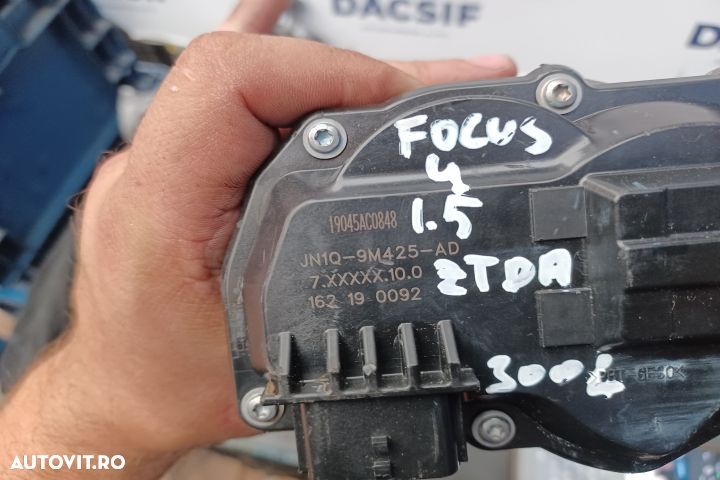 DACSIF
FOCUS
4
1.5
19045AC0848
JN1Q-9M425-AD
7.XXXXX.10.0
162 19 0092
ZTDA
300L
AUTOVIT.RO